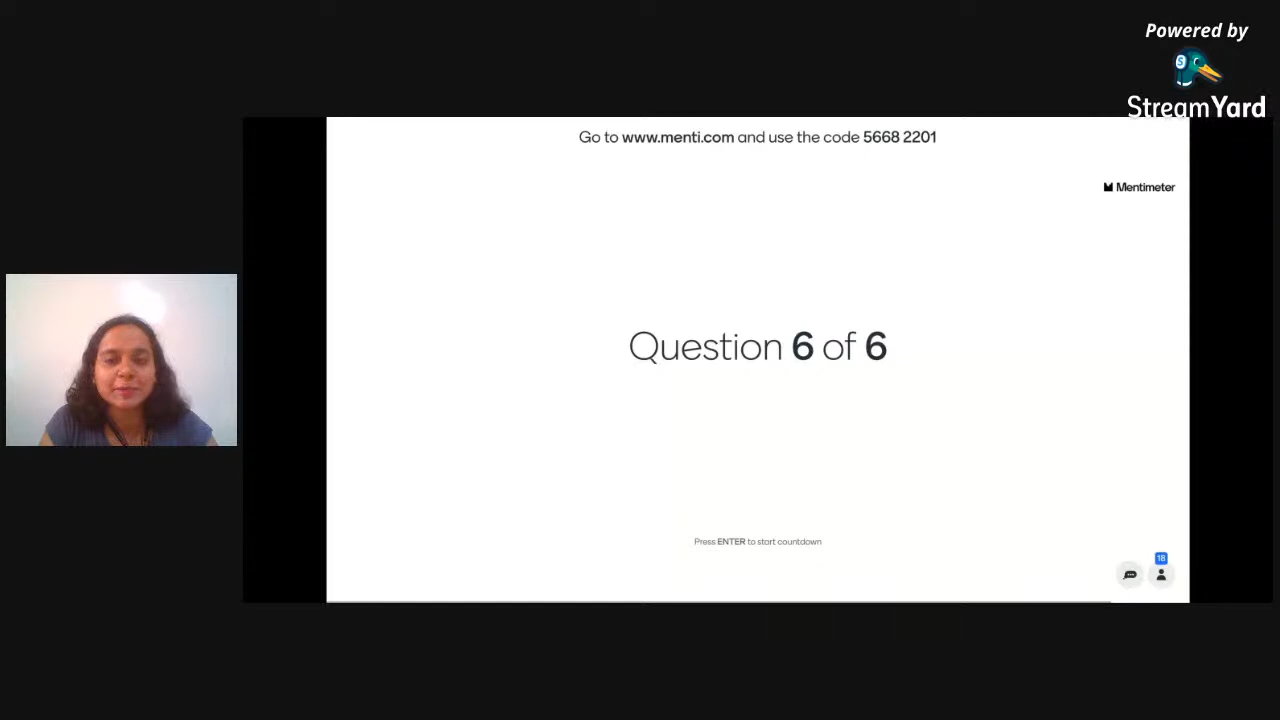 Powered by
StreamYard
Go to www.menti.com and use the code 5668 2201
Mentimeter
Question 6 of 6
Press ENTER to start countdown
18